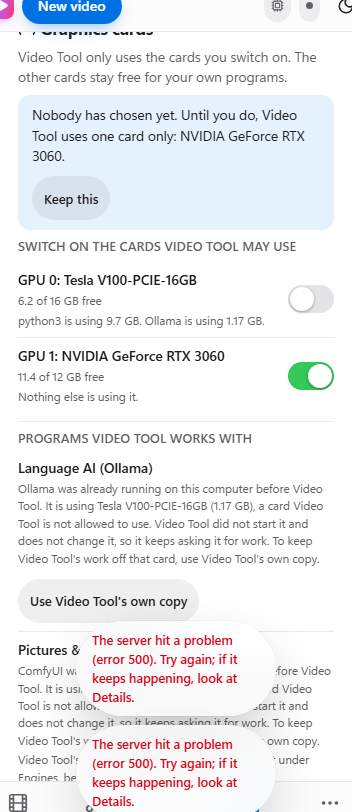 New video
Graphics cards
Video Tool only uses the cards you switch on. The
other cards stay free for your own programs.
Nobody has chosen yet. Until you do, Video
Tool uses one card only: NVIDIA GeForce RTX
3060.
Keep this
SWITCH ON THE CARDS VIDEO TOOL MAY USE
GPU 0: Tesla V100-PCIE-16GB
6.2 of 16 GB free
python3 is using 9.7 GB. Ollama is using 1.17 GB.
GPU 1: NVIDIA GeForce RTX 3060
11.4 of 12 GB free
Nothing else is using it.
PROGRAMS VIDEO TOOL WORKS WITH
Language AI (Ollama)
Ollama was already running on this computer before Video
Tool. It is using Tesla V100-PCIE-16GB (1.17 GB), a card Video
Tool is not allowed to use. Video Tool did not start it and
does not change it, so it keeps asking it for work. To keep
Video Tool's work off that card, use Video Tool's own copy.
Use Video Tool's own copy
The server hit a problem
(error 500). Try again; if it
keeps happening, look at
Details.
Pictures &
ComfyUI
Video
Tool. It is
Video
Tool is not
start it and
does not change it, so it keeps asking it for work. To keep
Video Tool's
own copy.
Video Tool's
under
Engines,
The server hit a problem
(error 500). Try again; if it
keeps happening, look at
Details.